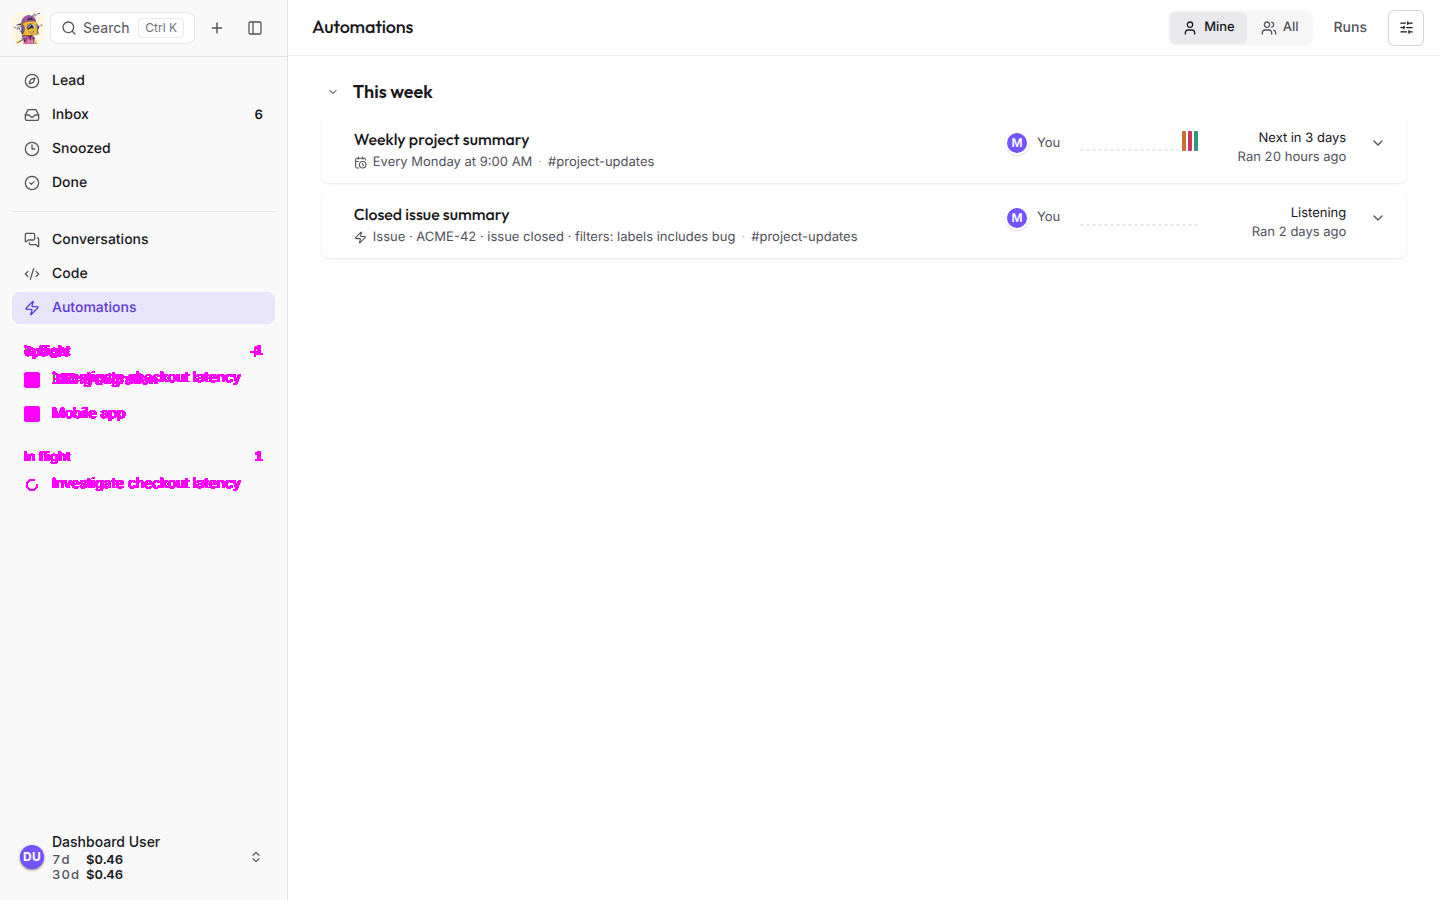 Search Ctrl K
Automations
Mine
All
Runs
Lead
Inbox 6
Snoozed
Done
Conversations
Code
Automations
checkout latency
Mobile app
In flight 1
Investigate checkout latency
This week
Weekly project summary
Every Monday at 9:00 AM · #project-updates
M You
Next in 3 days
Ran 20 hours ago
Closed issue summary
Issue · ACME-42 · issue closed · filters: labels includes bug · #project-updates
M You
Listening
Ran 2 days ago
DU
Dashboard User
7d $0.46
30d $0.46